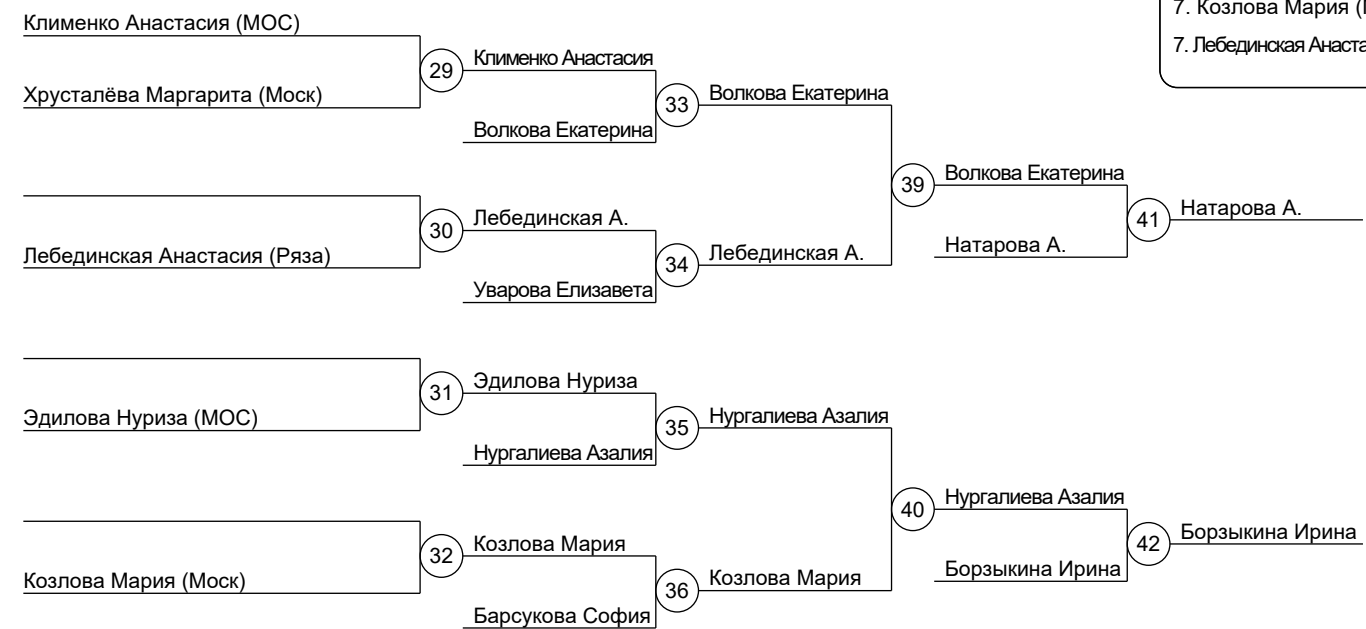 7. Козлова Мария
7. Лебединская
Клименко Анастасия (МОС)
29
Клименко Анастасия
Хрусталёва Маргарита (Моск)
33
Волкова Екатерина
Волкова Екатерина
39
Волкова Екатерина
Лебединская Анастасия (Ряза)
30
Лебединская А.
34
Лебединская А.
Уварова Елизавета
Натарова А.
41
Натарова А.
Эдилова Нуриза (МОС)
31
Эдилова Нуриза
35
Нургалиева Азалия
Нургалиева Азалия
40
Нургалиева Азалия
Козлова Мария (Моск)
32
Козлова Мария
36
Козлова Мария
Барсукова София
Борзыкина Ирина
42
Борзыкина Ирина